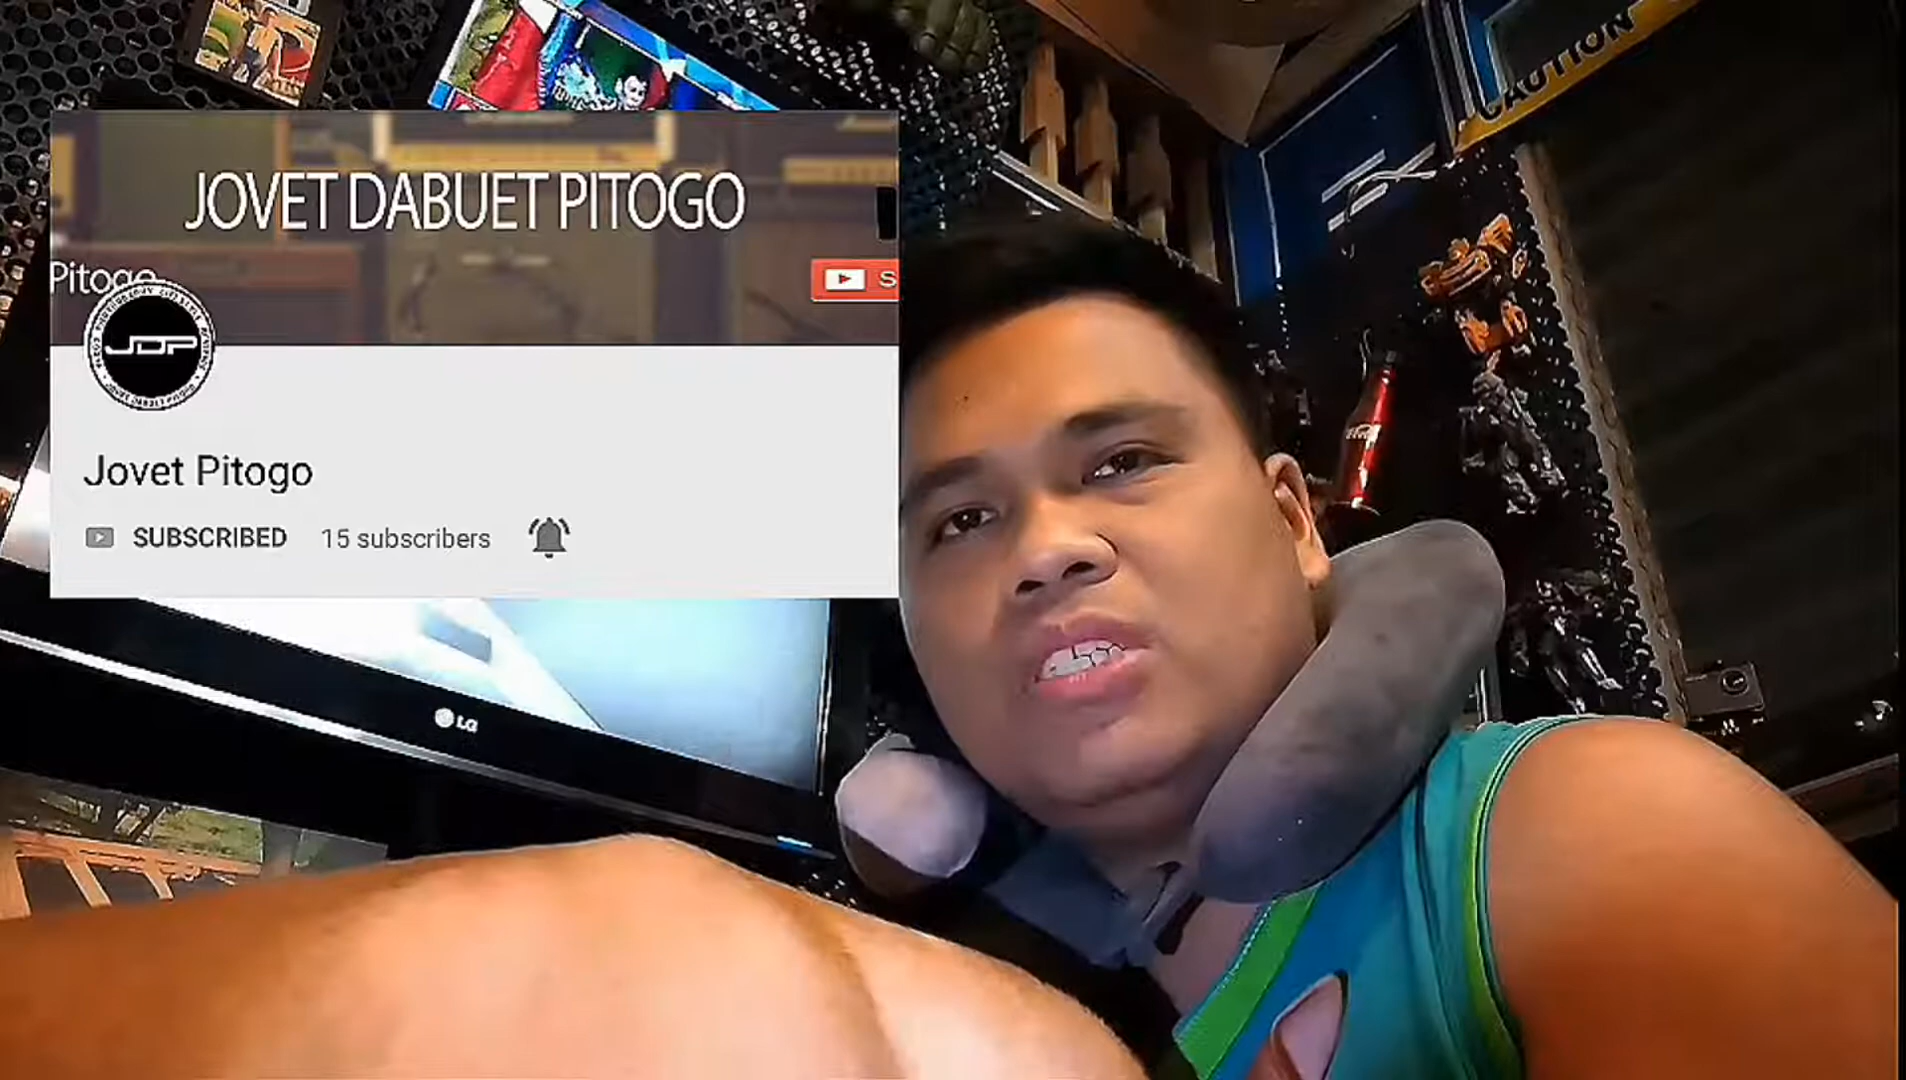 JOVET DABUET PITOGO
Pitogo
S
JDP
Jovet Pitogo
SUBSCRIBED 15 subscribers
CAUTION
LG